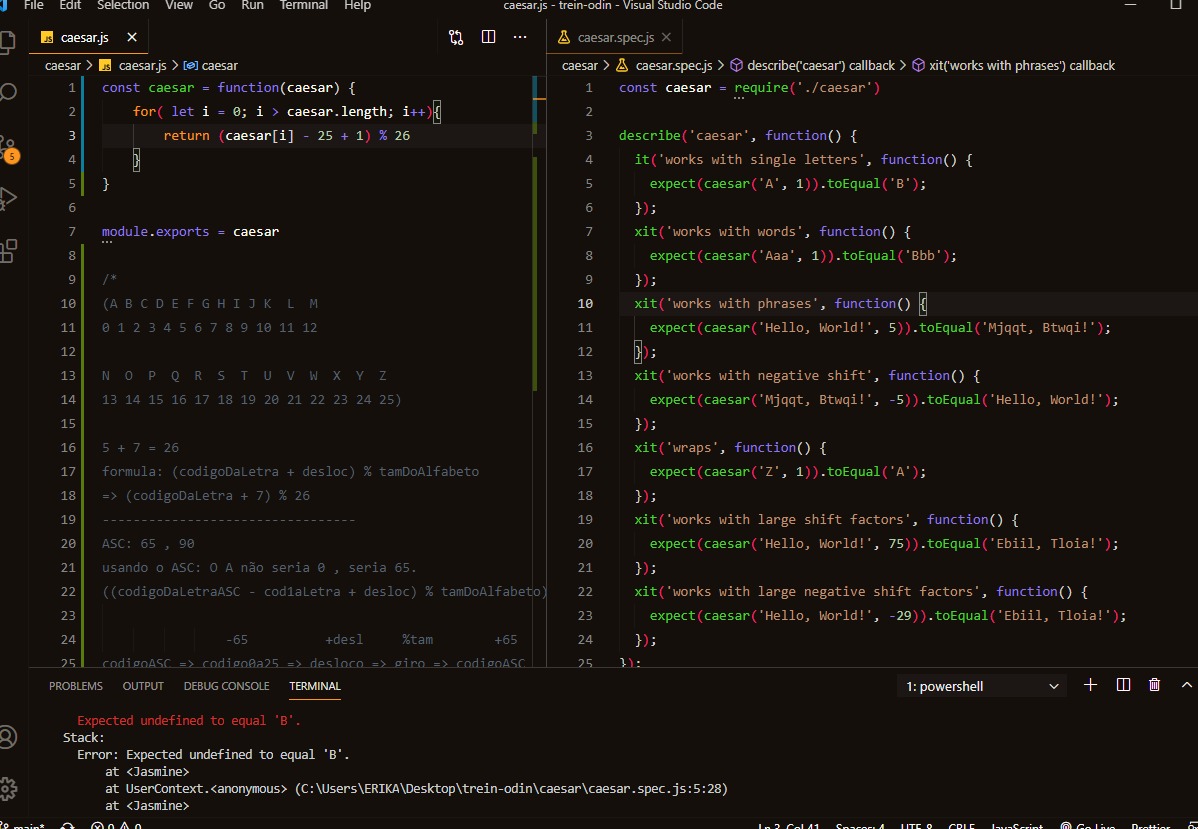 File Edit Selection View Go Run Terminal Help caesar.js - trein-odin - Visual Studio Code
JS caesar.js
caesar > JS caesar.js > caesar
1 const caesar = function(caesar) {
2 for( let i = 0; i > caesar.length; i++){
3 return (caesar[i] - 25 + 1) % 26
4 }
5 }
6
7 module.exports = caesar
8
9 /*
10 (A B C D E F G H I J K L M
11 0 1 2 3 4 5 6 7 8 9 10 11 12
12
13 N O P Q R S T U V W X Y Z
14 13 14 15 16 17 18 19 20 21 22 23 24 25)
15
16 5 + 7 = 26
17 formula: (codigoDaLetra + desloc) % tamDoAlfabeto
18 => (codigoDaLetra + 7) % 26
19 ---------------------------------
20 ASC: 65 , 90
21 usando o ASC: O A não seria 0 , seria 65.
22 ((codigoDaLetraASC - cod1aLetra + desloc) % tamDoAlfabeto)
23
24 -65 +desl %tam +65
25 codigoASC => codigo0a25 => desloco => giro => codigoASC
caesar.spec.js
caesar > caesar.spec.js > describe('caesar') callback > xit('works with phrases') callback
1 const caesar = require('./caesar')
2
3 describe('caesar', function() {
4 it('works with single letters', function() {
5 expect(caesar('A', 1)).toEqual('B');
6 });
7 xit('works with words', function() {
8 expect(caesar('Aaa', 1)).toEqual('Bbb');
9 });
10 xit('works with phrases', function() {
11 expect(caesar('Hello, World!', 5)).toEqual('Mjqqt, Btwqi!');
12 });
13 xit('works with negative shift', function() {
14 expect(caesar('Mjqqt, Btwqi!', -5)).toEqual('Hello, World!');
15 });
16 xit('wraps', function() {
17 expect(caesar('Z', 1)).toEqual('A');
18 });
19 xit('works with large shift factors', function() {
20 expect(caesar('Hello, World!', 75)).toEqual('Ebiil, Tloia!');
21 });
22 xit('works with large negative shift factors', function() {
23 expect(caesar('Hello, World!', -29)).toEqual('Ebiil, Tloia!');
24 });
25 });
5
PROBLEMS OUTPUT DEBUG CONSOLE TERMINAL 1: powershell
Expected undefined to equal 'B'.
Stack:
Error: Expected undefined to equal 'B'.
at <Jasmine>
at UserContext.<anonymous> (C:\Users\ERIKA\Desktop\trein-odin\caesar\caesar.spec.js:5:28)
at <Jasmine>
main* 0 0 Ln 3, Col 41 Spaces: 4 UTF-8 CRLF JavaScript Go Live Prettier